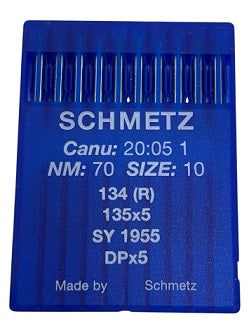 SCHMETZ
Canu: 20:05 1
NM: 70 SIZE: 10
134 (R)
135x5
SY 1955
DPx5
Made by Schmetz